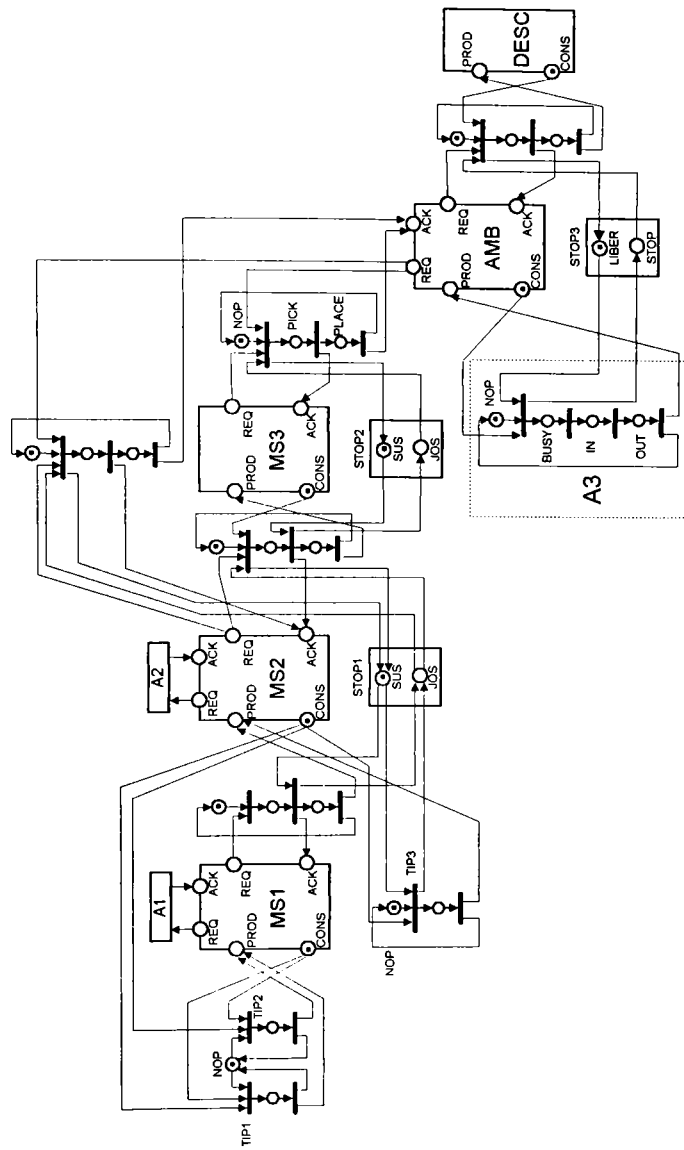 TIP1
NOP
TIP2
A1
REQ
ACK
PROD
MS1
REQ
CONS
ACK
NOP
TIP3
A2
REQ
ACK
PROD
MS2
REQ
CONS
ACK
STOP1
SUS
JOS
PROD
MS3
REQ
CONS
ACK
STOP2
SUS
JOS
NOP
PICK
PLACE
REQ
ACK
PROD
AMB
REQ
CONS
ACK
A3
NOP
BUSY
IN
OUT
STOP3
LIBER
STOP
PROD
DESC
CONS